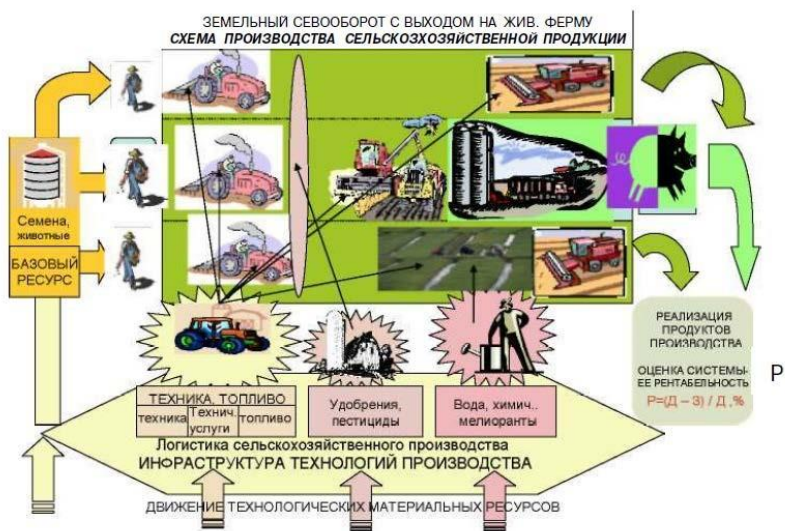 ЗЕМЕЛЬНЫЙ СЕВООБОРОТ С ВЫХОДОМ НА ЖИВ. ФЕРМУ
СХЕМА ПРОИЗВОДСТВА СЕЛЬСКОЗХОЗЯЙСТВЕННОЙ ПРОДУКЦИИ
Семена,
животные
БАЗОВЫЙ
РЕСУРС
РЕАЛИЗАЦИЯ
ПРОДУКТОВ
ПРОИЗВОДСТВА
ОЦЕНКА СИСТЕМЫ-
ЕЕ РЕНТАБЕЛЬНОСТЬ
Р=(Д – З) / Д ,%
Р
ТЕХНИКА, ТОПЛИВО
техника
Технич.
услуги
топливо
Удобрения,
пестициды
Вода, химич..
мелиоранты
Логистика сельскохозяйственного производства
ИНФРАСТРУКТУРА ТЕХНОЛОГИЙ ПРОИЗВОДСТВА
ДВИЖЕНИЕ ТЕХНОЛОГИЧЕСКИХ МАТЕРИАЛЬНЫХ РЕСУРСОВ